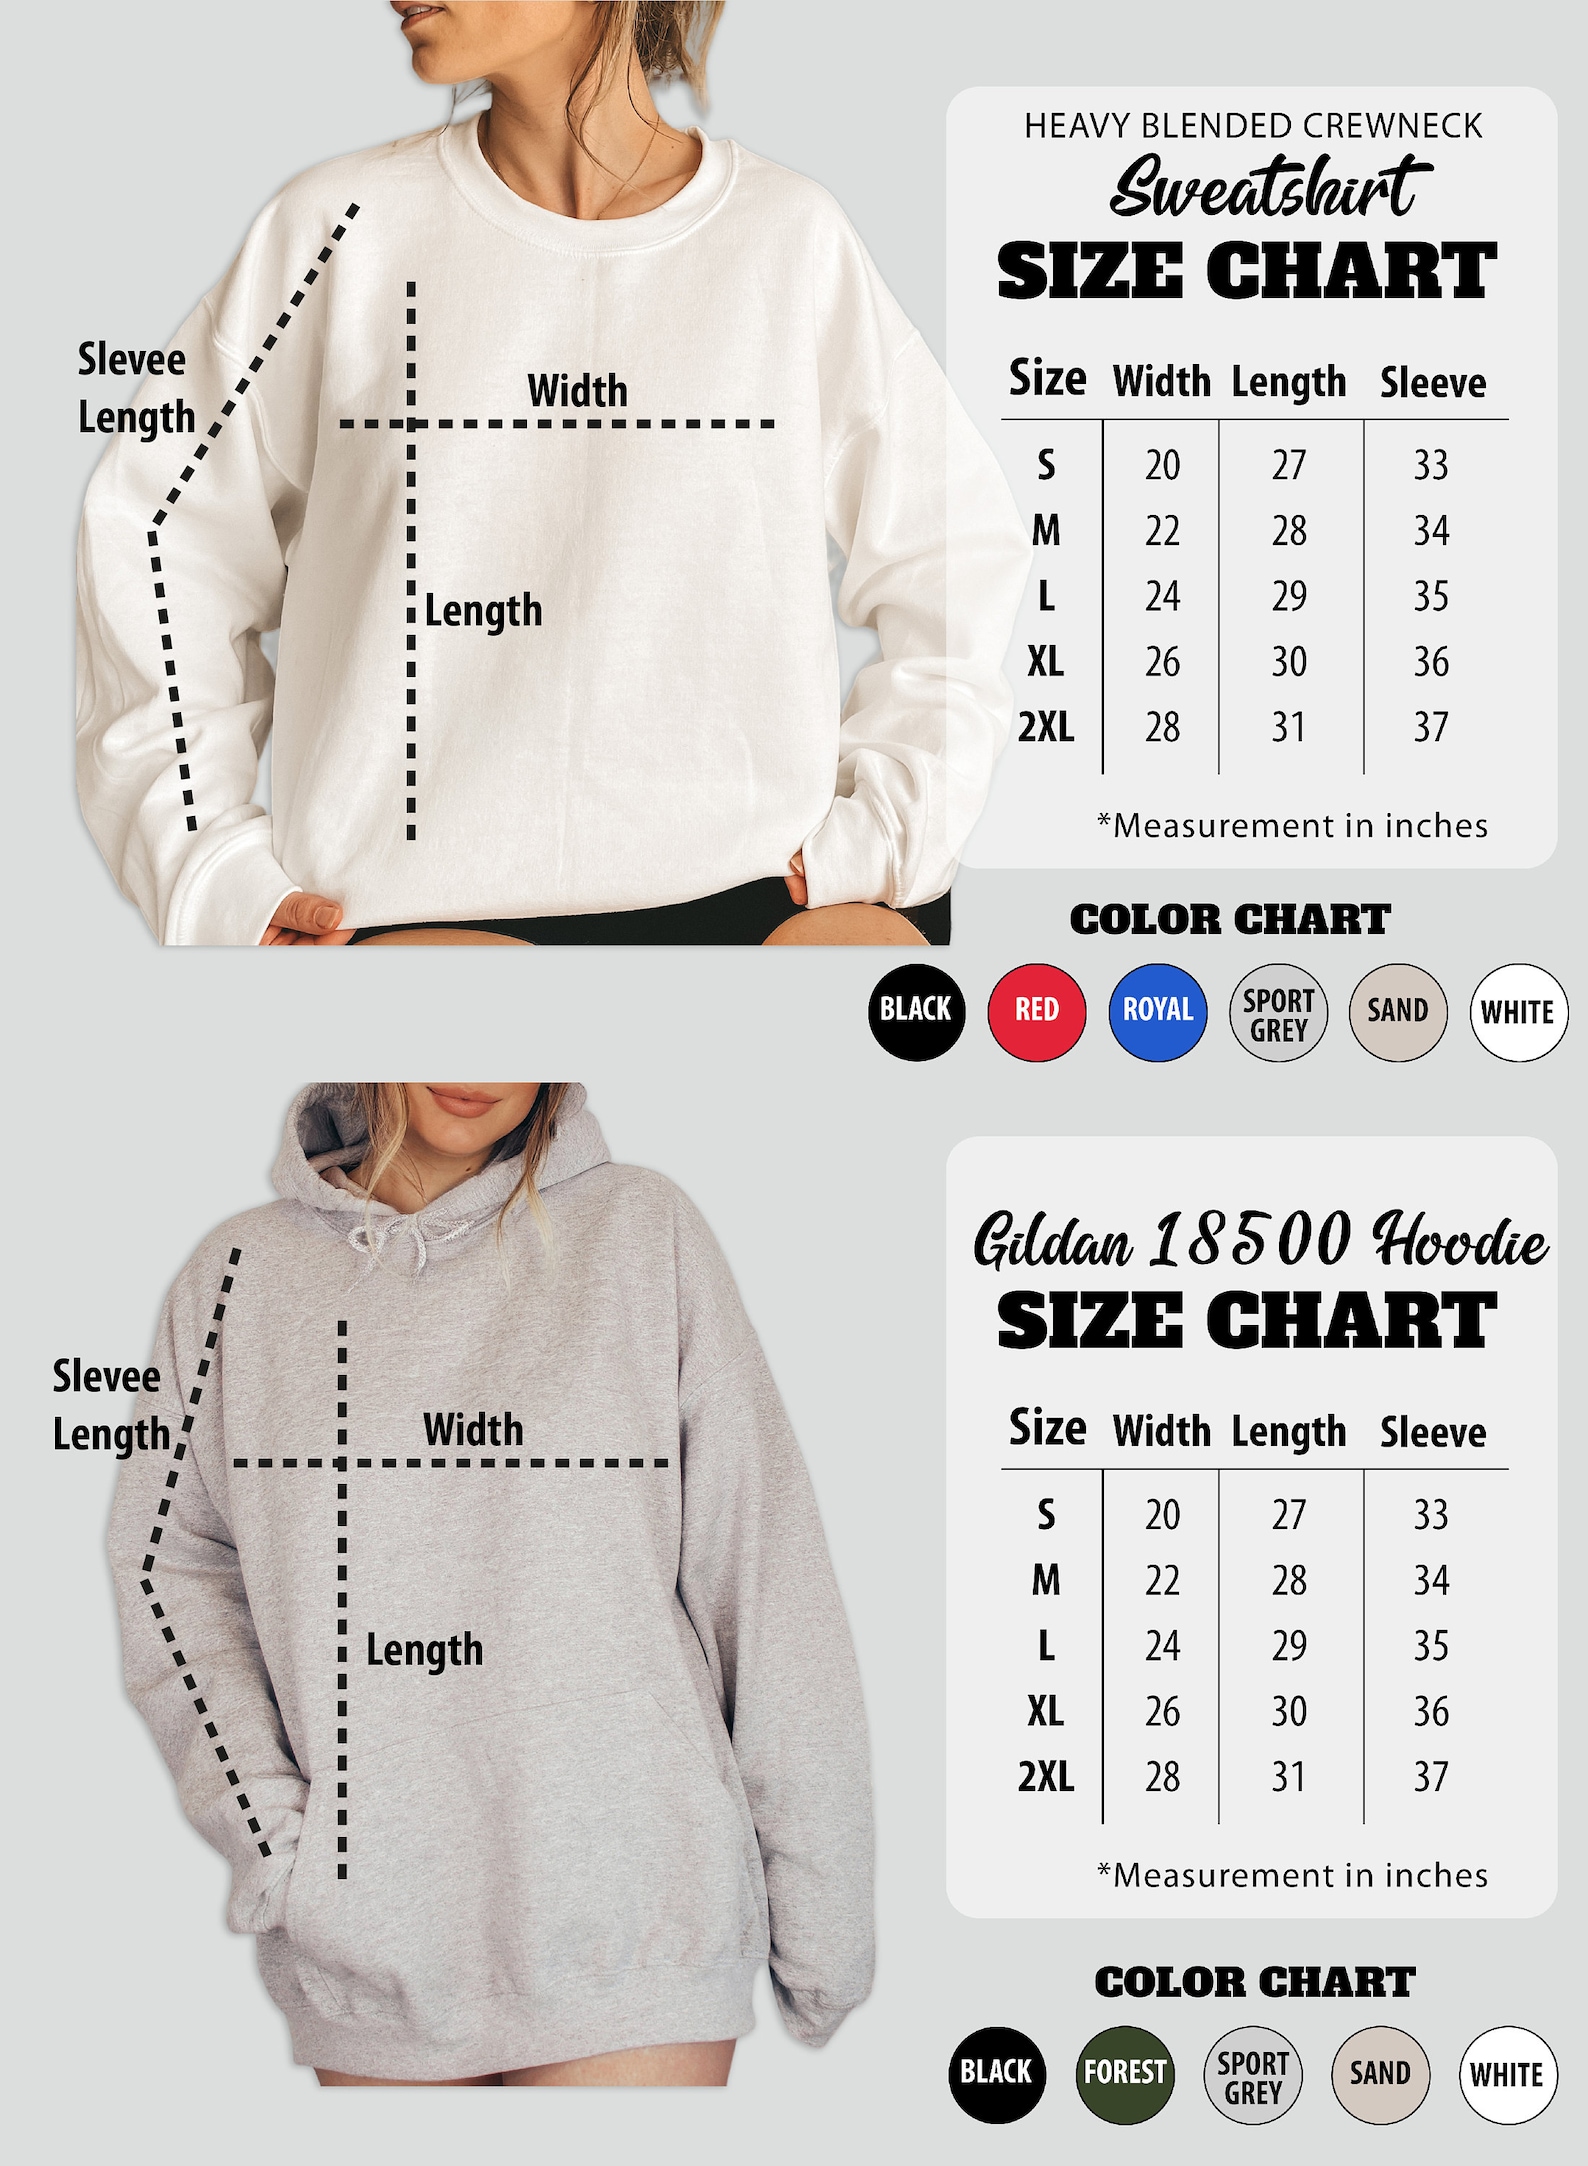 HEAVY BLENDED CREWNECK
Sweatshirt
SIZE CHART
Slevee
Length
Width
Length
Size Width Length Sleeve
S 20 27 33
M 22 28 34
L 24 29 35
XL 26 30 36
2XL 28 31 37
*Measurement in inches
COLOR CHART
BLACK RED ROYAL SPORT GREY SAND WHITE
Gildan 18500 Hoodie
SIZE CHART
Slevee
Length
Width
Length
Size Width Length Sleeve
S 20 27 33
M 22 28 34
L 24 29 35
XL 26 30 36
2XL 28 31 37
*Measurement in inches
COLOR CHART
BLACK FOREST SPORT GREY SAND WHITE